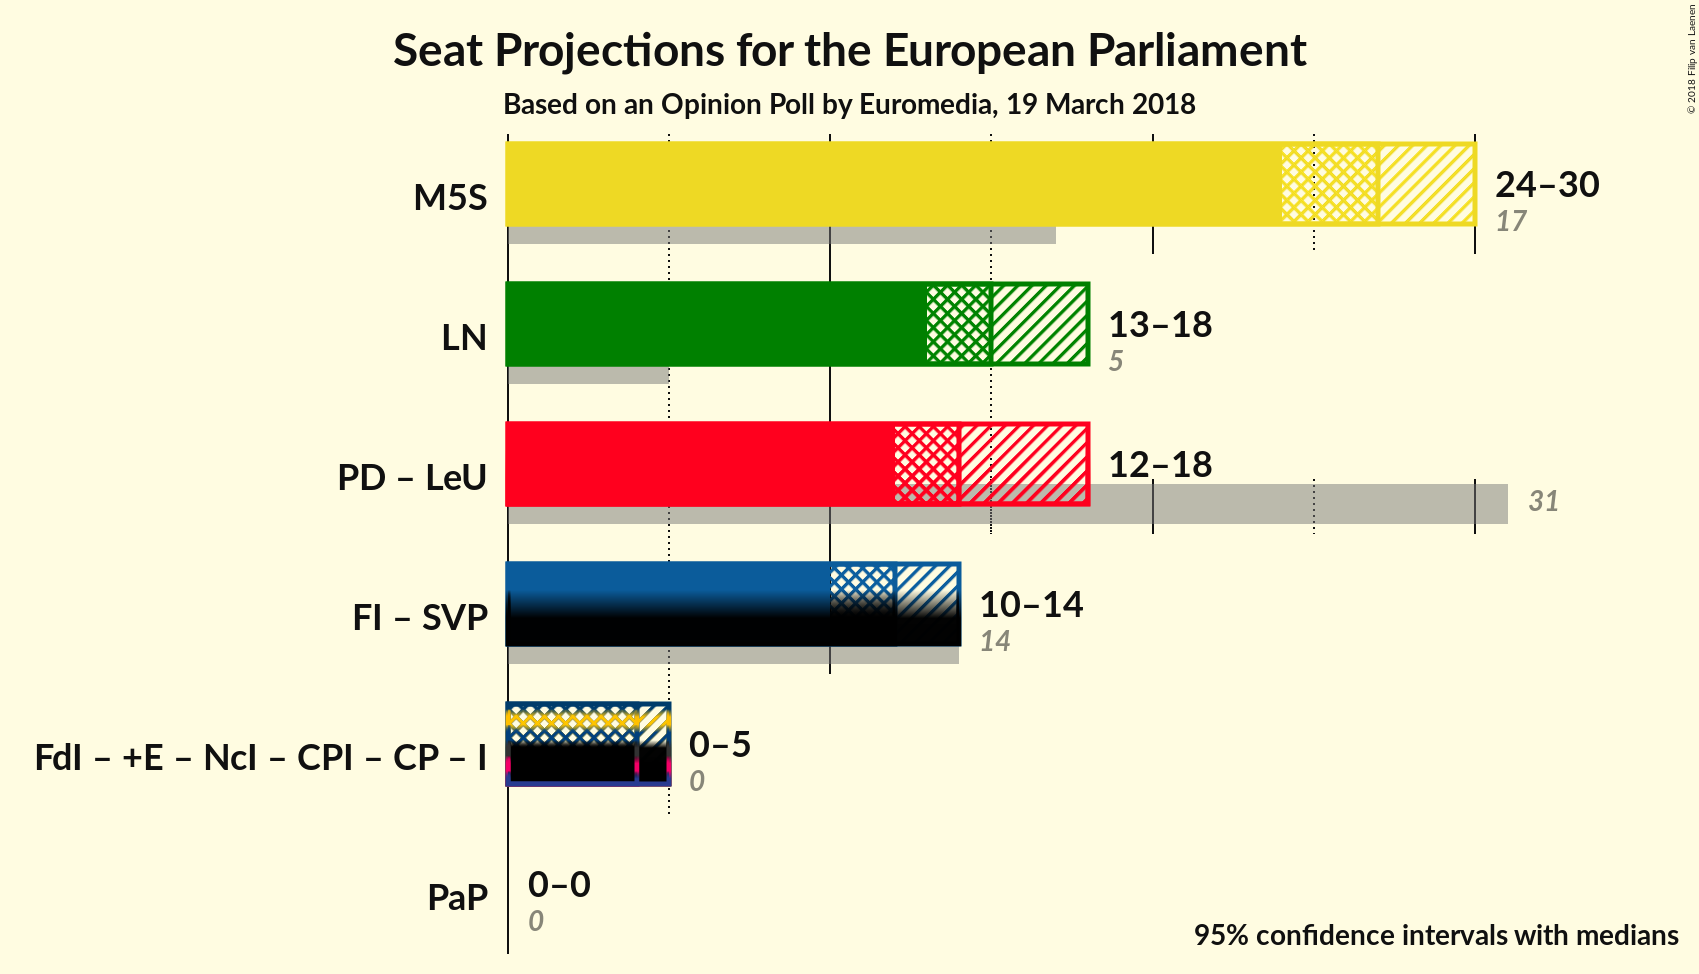 Seat Projections for the European Parliament
Based on an Opinion Poll by Euromedia, 19 March 2018
© 2018 Filip van Laenen
M5S
24–30
17
LN
13–18
5
PD – LeU
12–18
31
FI – SVP
10–14
14
FdI – +E – NcI – CPI – CP – I
0–5
0
PaP
0–0
0
95% confidence intervals with medians